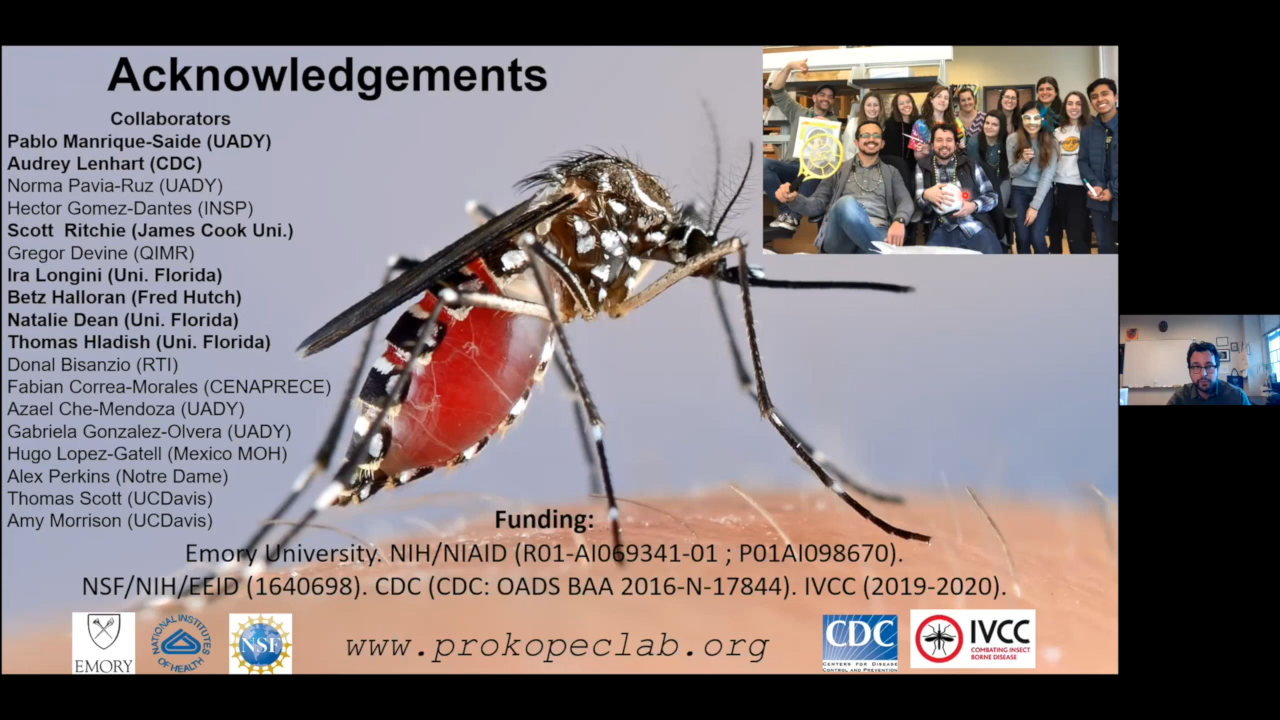 Acknowledgements
Collaborators
Pablo Manrique-Saide (UADY)
Audrey Lenhart (CDC)
Norma Pavia-Ruz (UADY)
Hector Gomez-Dantes (INSP)
Scott Ritchie (James Cook Uni.)
Gregor Devine (QIMR)
Ira Longini (Uni. Florida)
Betz Halloran (Fred Hutch)
Natalie Dean (Uni. Florida)
Thomas Hladish (Uni. Florida)
Donal Bisanzio (RTI)
Fabian Correa-Morales (CENAPRECE)
Azael Che-Mendoza (UADY)
Gabriela Gonzalez-Olvera (UADY)
Hugo Lopez-Gatell (Mexico MOH)
Alex Perkins (Notre Dame)
Thomas Scott (UCDavis)
Amy Morrison (UCDavis)
Funding:
Emory University. NIH/NIAID (R01-AI069341-01 ; P01AI098670).
NSF/NIH/EEID (1640698). CDC (CDC: OADS BAA 2016-N-17844). IVCC (2019-2020).
EMORY
NATIONAL INSTITUTES
OF HEALTH
NSF
www.prokopeclab.org
CDC
CENTERS FOR DISEASE
CONTROL AND PREVENTION
IVCC
COMBATING INSECT
BORNE DISEASE